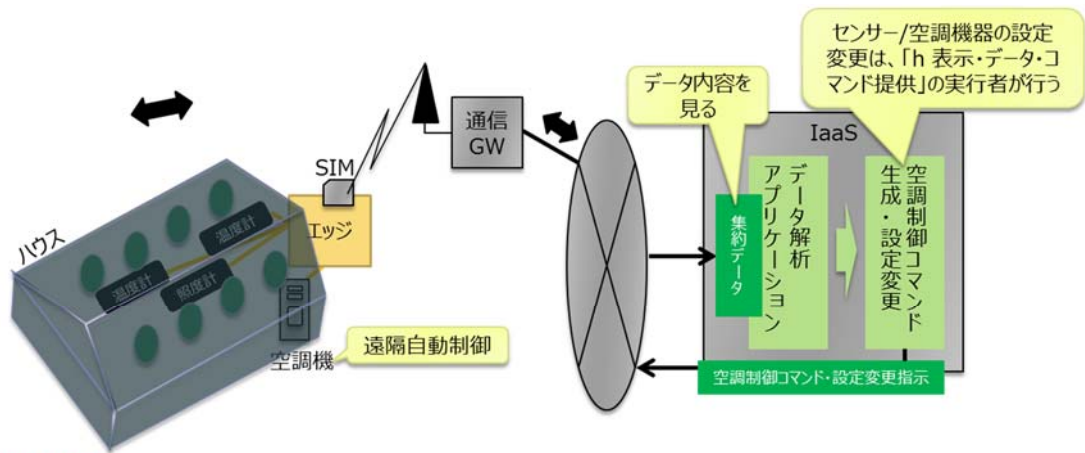 センサー/空調機器の設定
変更は、「h 表示・データ・コ
マンド提供」の実行者が行う
データ内容を
見る
通信
GW
IaaS
SIM
エッジ
ハウス
温度計
温度計
照度計
空調機
遠隔自動制御
集約データ
データ解析
アプリケーション
空調制御コマンド
生成・設定変更
空調制御コマンド・設定変更指示